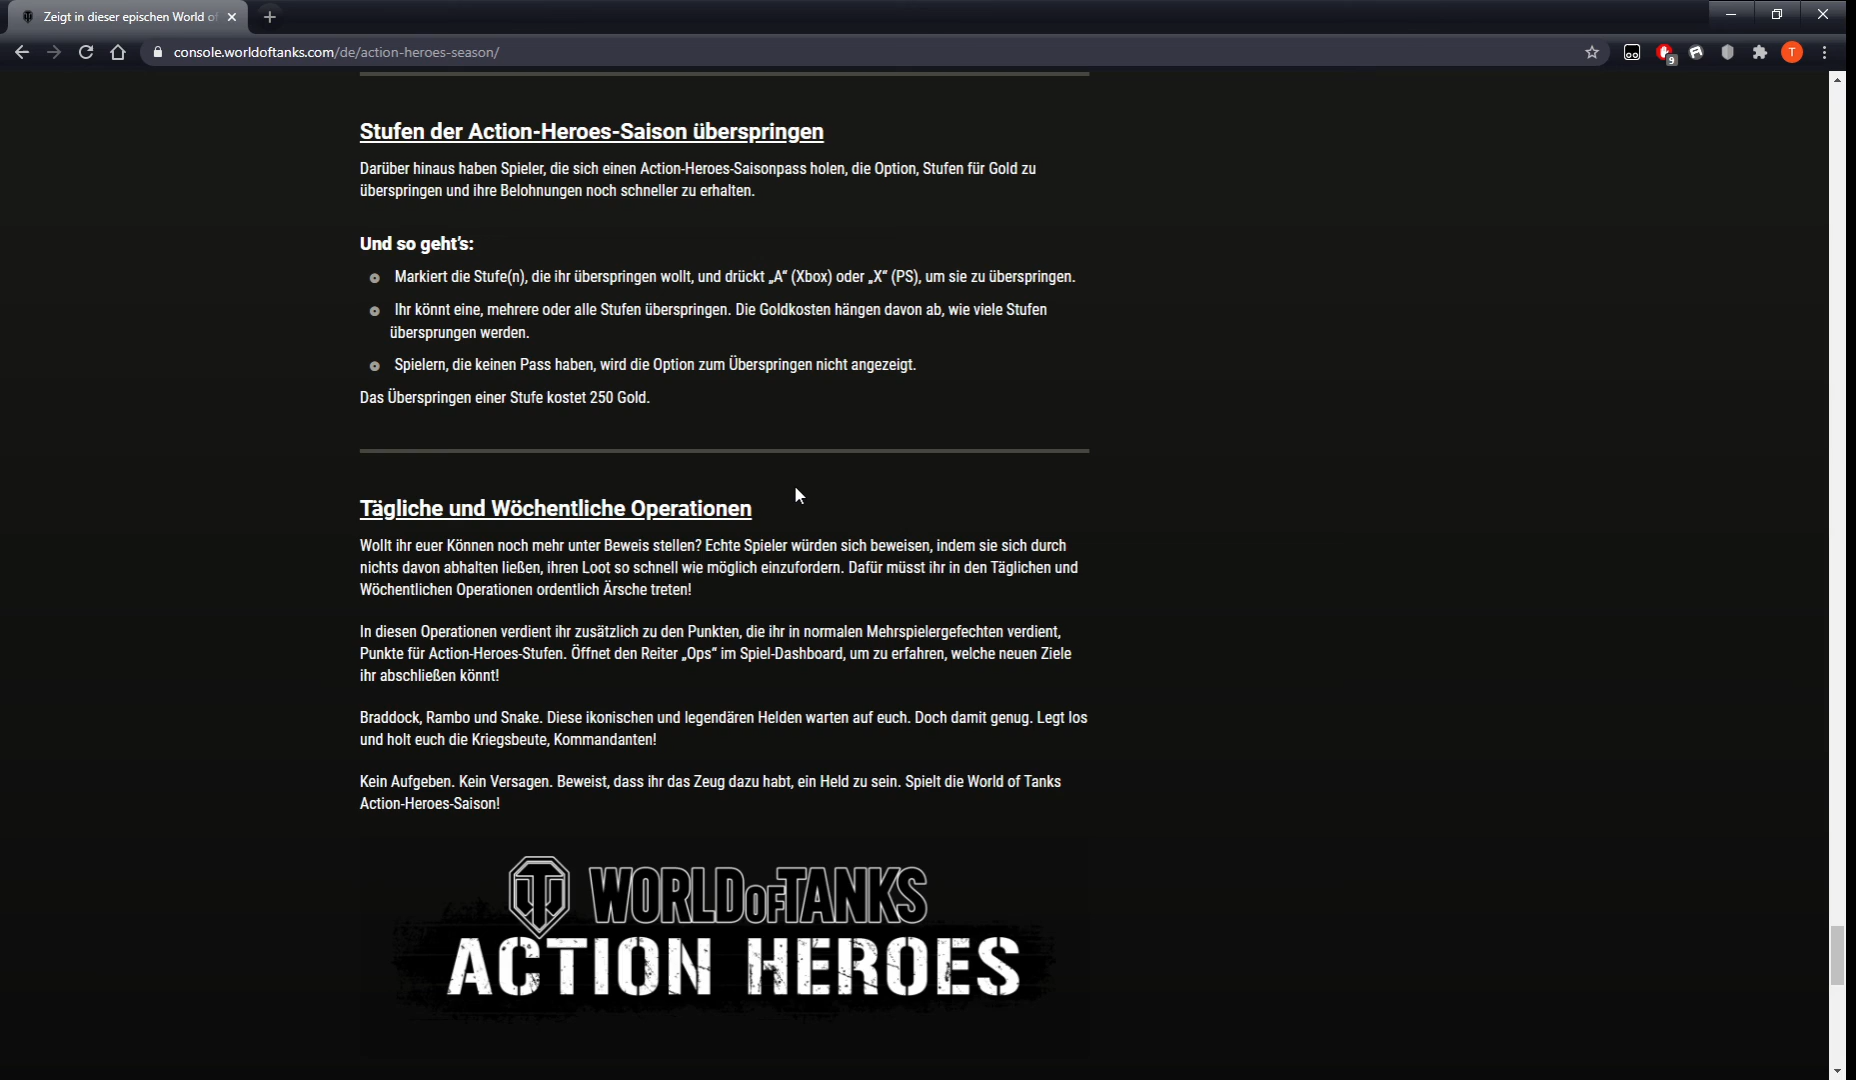 Zeigt in dieser epischen World of
console.worldoftanks.com/de/action-heroes-season/
9
T
Stufen der Action-Heroes-Saison überspringen
Darüber hinaus haben Spieler, die sich einen Action-Heroes-Saisonpass holen, die Option, Stufen für Gold zu
überspringen und ihre Belohnungen noch schneller zu erhalten.
Und so geht's:
Markiert die Stufe(n), die ihr überspringen wollt, und drückt „A“ (Xbox) oder „X“ (PS), um sie zu überspringen.
Ihr könnt eine, mehrere oder alle Stufen überspringen. Die Goldkosten hängen davon ab, wie viele Stufen
übersprungen werden.
Spielern, die keinen Pass haben, wird die Option zum Überspringen nicht angezeigt.
Das Überspringen einer Stufe kostet 250 Gold.
Tägliche und Wöchentliche Operationen
Wollt ihr euer Können noch mehr unter Beweis stellen? Echte Spieler würden sich beweisen, indem sie sich durch
nichts davon abhalten ließen, ihren Loot so schnell wie möglich einzufordern. Dafür müsst ihr in den Täglichen und
Wöchentlichen Operationen ordentlich Ärsche treten!
In diesen Operationen verdient ihr zusätzlich zu den Punkten, die ihr in normalen Mehrspielergefechten verdient,
Punkte für Action-Heroes-Stufen. Öffnet den Reiter „Ops“ im Spiel-Dashboard, um zu erfahren, welche neuen Ziele
ihr abschließen könnt!
Braddock, Rambo und Snake. Diese ikonischen und legendären Helden warten auf euch. Doch damit genug. Legt los
und holt euch die Kriegsbeute, Kommandanten!
Kein Aufgeben. Kein Versagen. Beweist, dass ihr das Zeug dazu habt, ein Held zu sein. Spielt die World of Tanks
Action-Heroes-Saison!
WORLD OF TANKS
ACTION HEROES